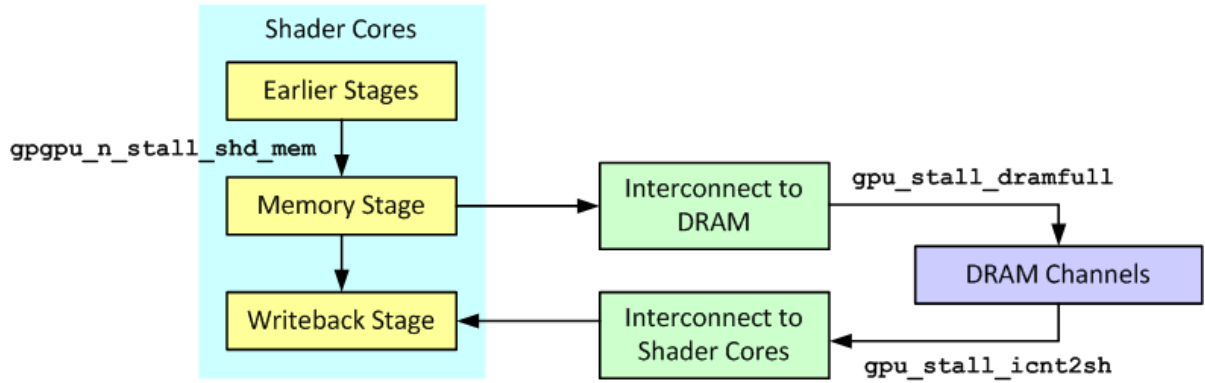 Shader Cores
Earlier Stages
gpgpu_n_stall_shd_mem
Memory Stage
Interconnect to
DRAM
gpu_stall_dramfull
DRAM Channels
Writeback Stage
Interconnect to
Shader Cores
gpu_stall_icnt2sh